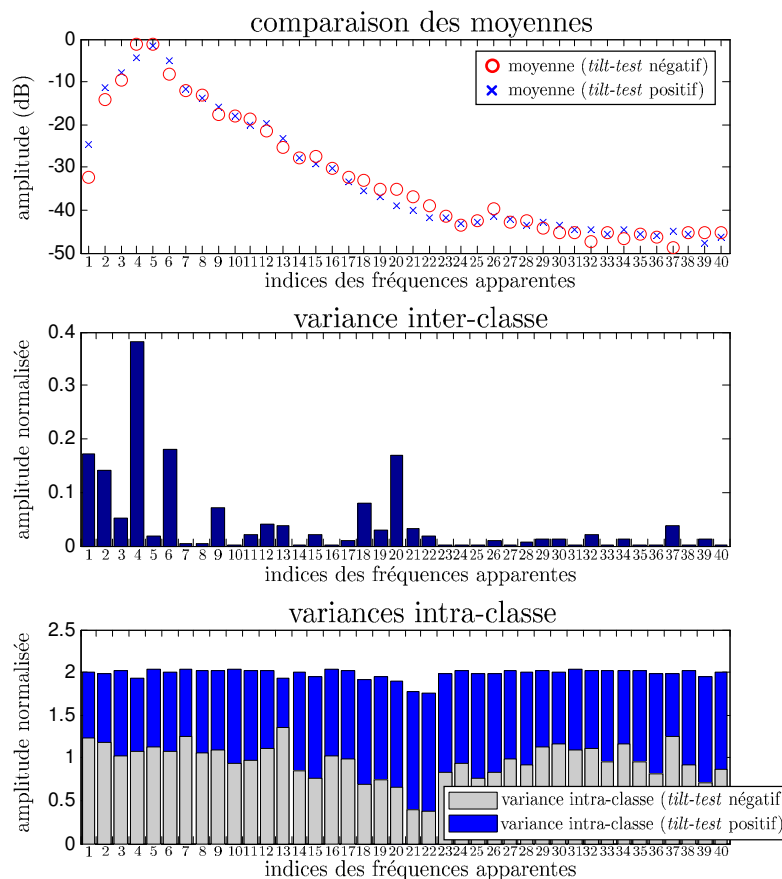 comparaison des moyennes
0
-10
-20
-30
-40
-50
amplitude (dB)
moyenne (tilt-test négatif)
moyenne (tilt-test positif)
1 2 3 4 5 6 7 8 9 10 11 12 13 14 15 16 17 18 19 20 21 22 23 24 25 26 27 28 29 30 31 32 33 34 35 36 37 38 39 40
indices des fréquences apparentes
variance inter-classe
0.4
0.3
0.2
0.1
0
amplitude normalisée
1 2 3 4 5 6 7 8 9 10 11 12 13 14 15 16 17 18 19 20 21 22 23 24 25 26 27 28 29 30 31 32 33 34 35 36 37 38 39 40
indices des fréquences apparentes
variances intra-classe
2.5
2
1.5
1
0.5
0
amplitude normalisée
variance intra-classe (tilt-test négatif
variance intra-classe (tilt-test positif)
1 2 3 4 5 6 7 8 9 10 11 12 13 14 15 16 17 18 19 20 21 22 23 24 25 26 27 28 29 30 31 32 33 34 35 36 37 38 39 40
indices des fréquences apparentes